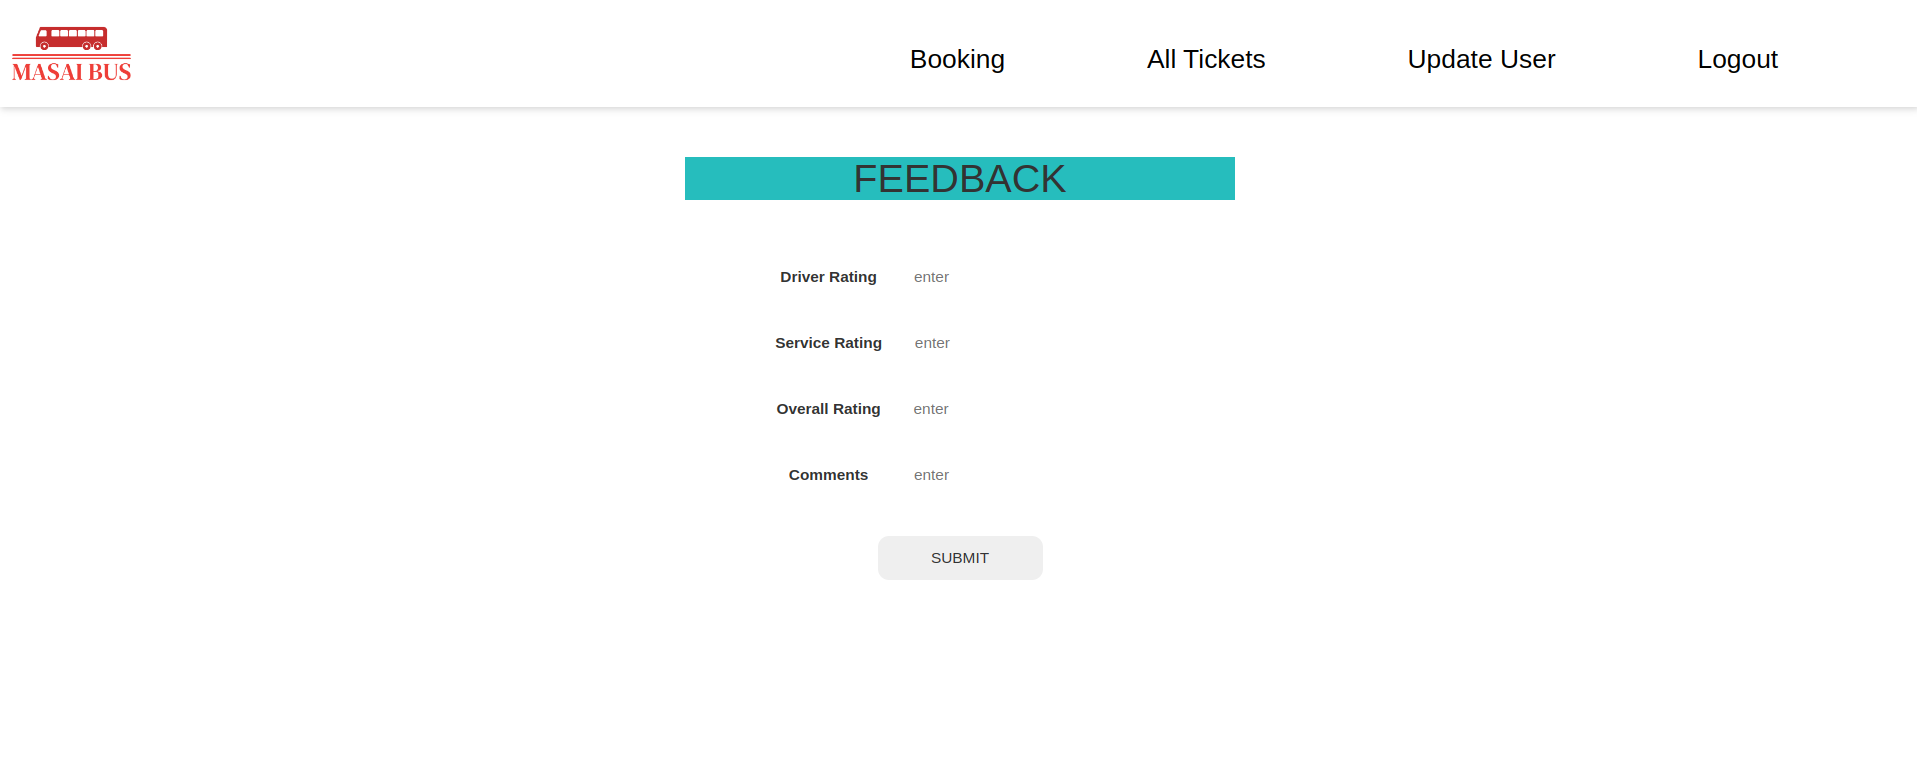 MASAI BUS
Booking All Tickets Update User Logout
FEEDBACK
Driver Rating enter
Service Rating enter
Overall Rating enter
Comments enter
SUBMIT